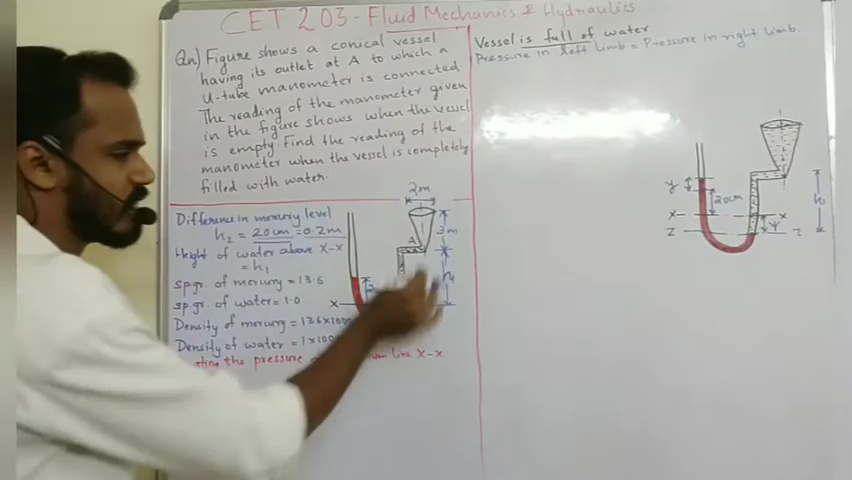 CET 203 - Fluid Mechanics & Hydraulics
Qn) Figure shows a conical vessel
having its outlet at A to which a
U-tube manometer is connected
The reading of the manometer given
in the figure shows when the vessel
is empty. Find the reading of the
manometer when the vessel is completely
filled with water.
Difference in mercury level
h2 = 20cm = 0.2m
Height of water above X-X
= h1
sp.gr. of mercury = 13.6
sp.gr. of water = 1.0
Density of mercury = 13.6×1000
Density of water = 1×100
the pressure
line X-X
2m
3m
A
h1
X
Vessel is full of water
Pressure in left limb = Pressure in right limb.
y
20cm
X
X
Z
Z
y
h1